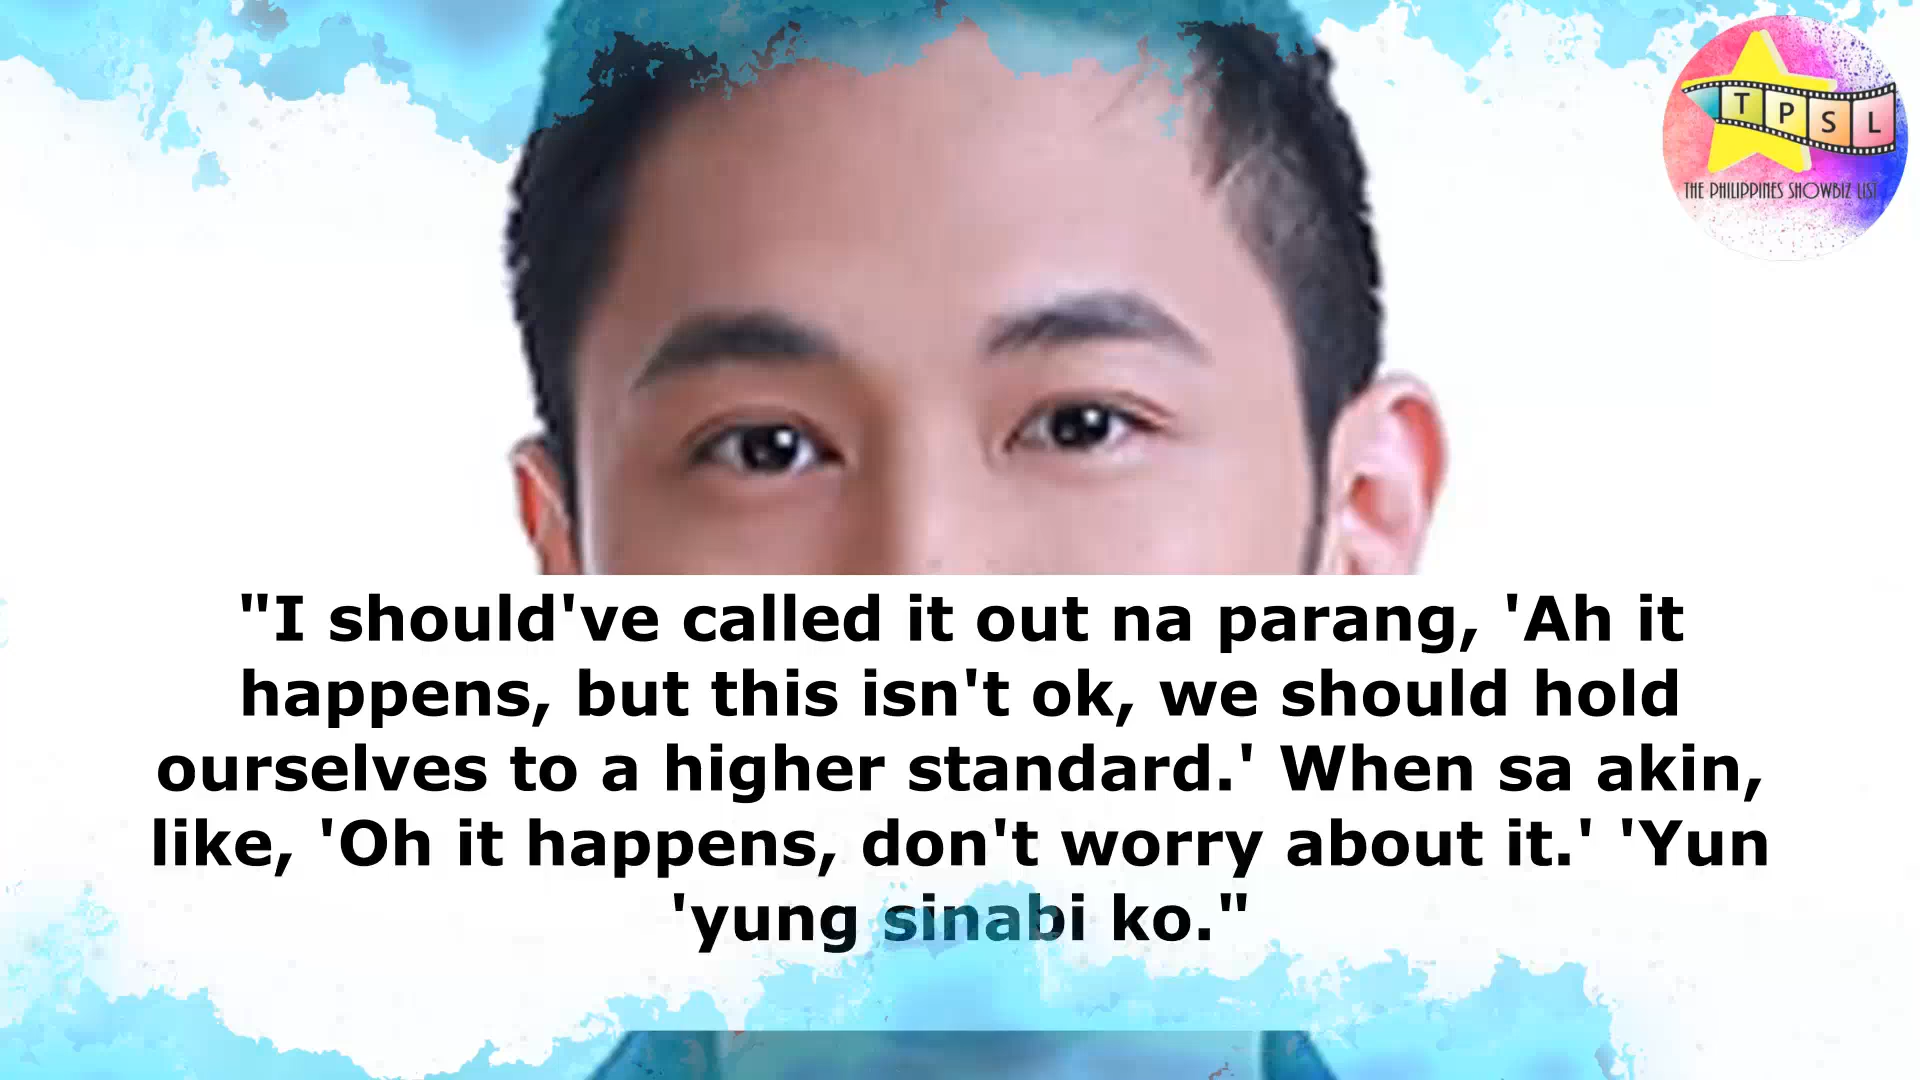 T P S L
THE PHILIPPINES SHOWBIZ LIST
"I should've called it out na parang, 'Ah it
happens, but this isn't ok, we should hold
ourselves to a higher standard.' When sa akin,
like, 'Oh it happens, don't worry about it.' 'Yun
'yung sinabi ko."